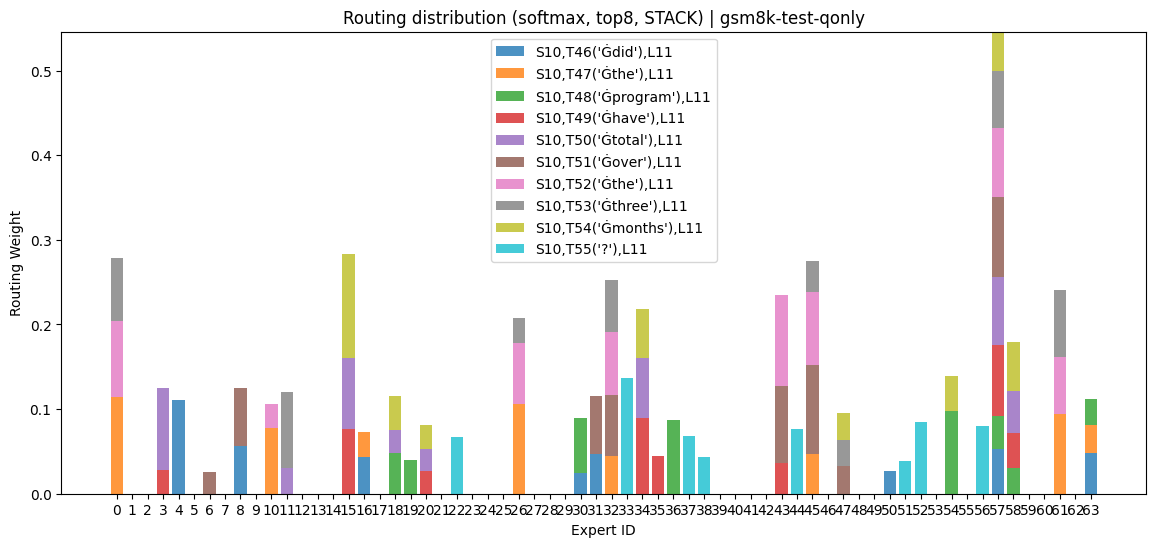 Routing distribution (softmax, top8, STACK) | gsm8k-test-qonly
S10,T46('Ġdid'),L11
S10,T47('Ġthe'),L11
S10,T48('Ġprogram'),L11
S10,T49('Ġhave'),L11
S10,T50('Ġtotal'),L11
S10,T51('Ġover'),L11
S10,T52('Ġthe'),L11
S10,T53('Ġthree'),L11
S10,T54('Ġmonths'),L11
S10,T55('?'),L11
0.5
0.4
0.3
0.2
0.1
0.0
Routing Weight
0 1 2 3 4 5 6 7 8 9 10 11 12 13 14 15 16 17 18 19 20 21 22 23 24 25 26 27 28 29 30 31 32 33 34 35 36 37 38 39 40 41 42 43 44 45 46 47 48 49 50 51 52 53 54 55 56 57 58 59 60 61 62 63
Expert ID